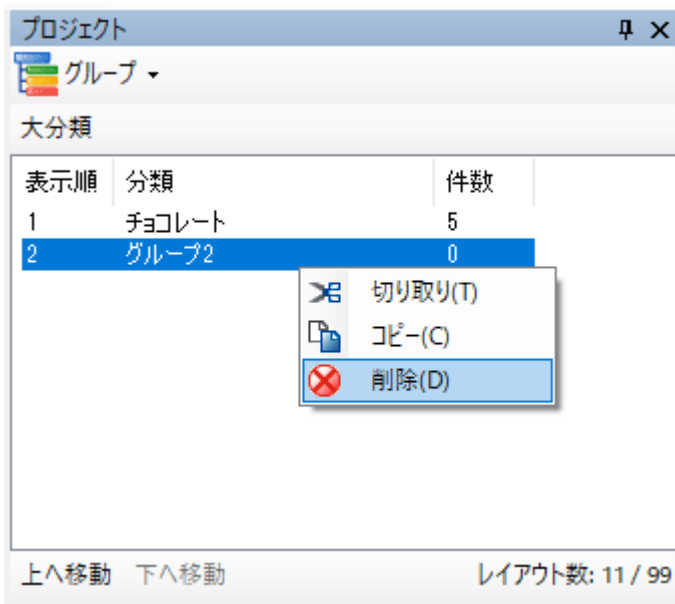 プロジェクト
グループ
大分類
表示順 分類 件数
1 チョコレート 5
2 グループ2 0
切り取り(T)
コピー(C)
削除(D)
上へ移動 下へ移動 レイアウト数: 11 / 99